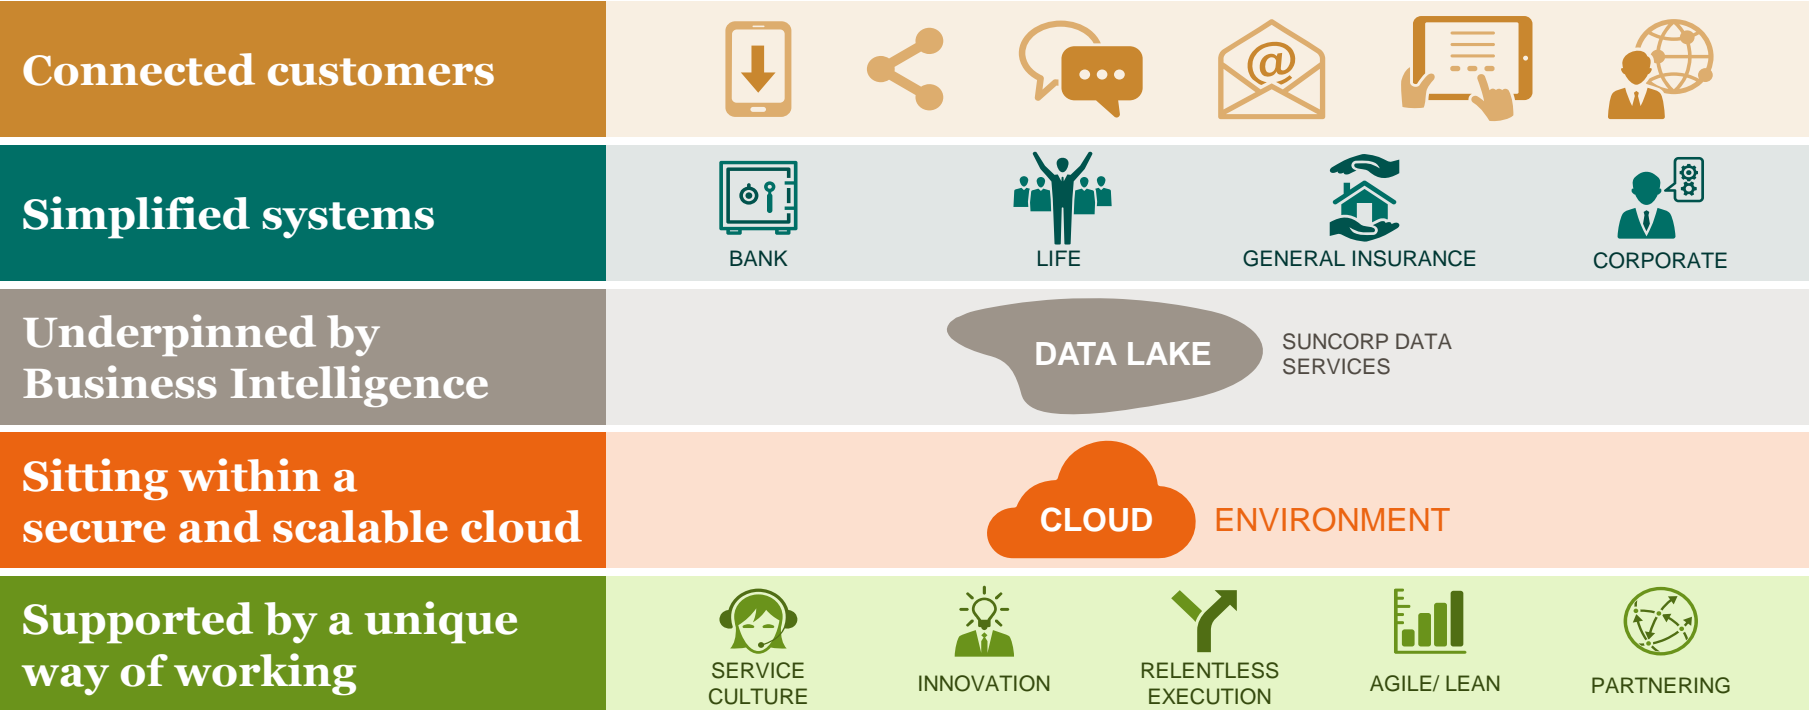 Connected customers
@
Simplified systems
BANK
LIFE
GENERAL INSURANCE
CORPORATE
Underpinned by
Business Intelligence
DATA LAKE
SUNCORP DATA
SERVICES
Sitting within a
secure and scalable cloud
CLOUD
ENVIRONMENT
Supported by a unique
way of working
SERVICE
CULTURE
INNOVATION
RELENTLESS
EXECUTION
AGILE/ LEAN
PARTNERING